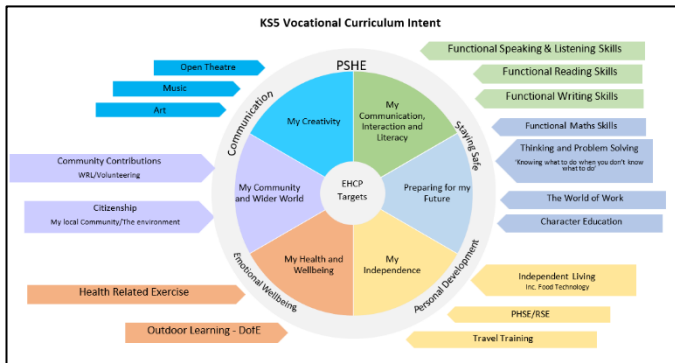 KS5 Vocational Curriculum Intent
PSHE
Communication
Staying Safe
Emotional Wellbeing
Personal Development
Open Theatre
Music
Art
Community Contributions
WRL/Volunteering
Citizenship
My local Community/The environment
Health Related Exercise
Outdoor Learning - DofE
My Creativity
My
Communication,
Interaction and
Literacy
My Community
and Wider World
EHCP
Targets
Preparing for my
Future
My Health and
Wellbeing
My
Independence
Functional Speaking & Listening Skills
Functional Reading Skills
Functional Writing Skills
Functional Maths Skills
Thinking and Problem Solving
'Knowing what to do when you don't know
what to do'
The World of Work
Character Education
Independent Living
Inc. Food Technology
PHSE/RSE
Travel Training